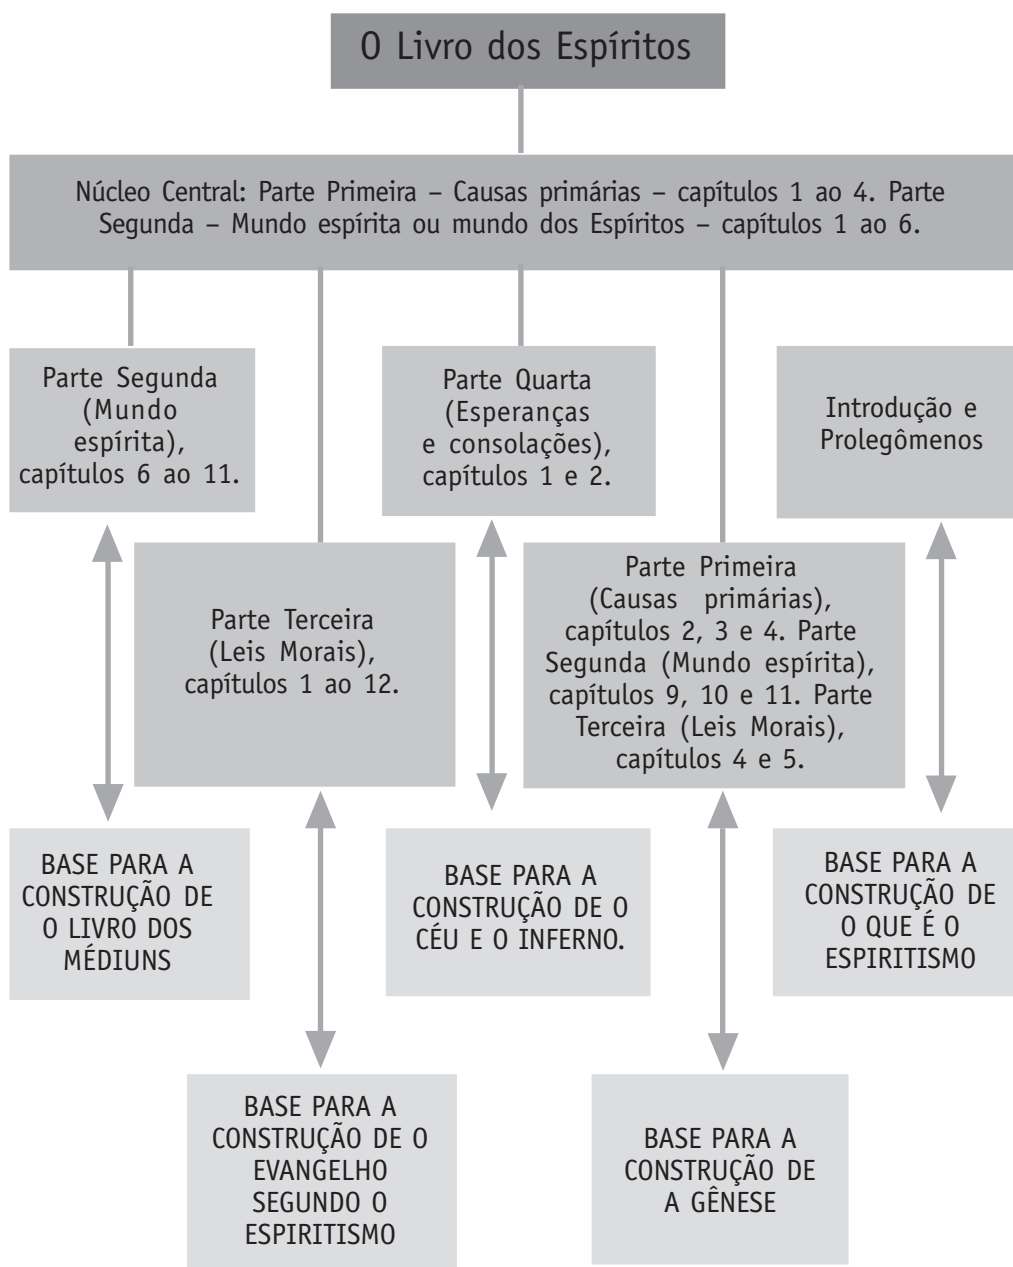 O Livro dos Espíritos
Núcleo Central: Parte Primeira – Causas primárias – capítulos 1 ao 4. Parte
Segunda – Mundo espírita ou mundo dos Espíritos – capítulos 1 ao 6.
Parte Segunda
(Mundo
espírita),
capítulos 6 ao 11.
Parte Quarta
(Esperanças
e consolações),
capítulos 1 e 2.
Introdução e
Prolegômenos
Parte Terceira
(Leis Morais),
capítulos 1 ao 12.
Parte Primeira
(Causas primárias),
capítulos 2, 3 e 4. Parte
Segunda (Mundo espírita),
capítulos 9, 10 e 11. Parte
Terceira (Leis Morais),
capítulos 4 e 5.
BASE PARA A
CONSTRUÇÃO DE
O LIVRO DOS
MÉDIUNS
BASE PARA A
CONSTRUÇÃO DE O
CÉU E O INFERNO.
BASE PARA A
CONSTRUÇÃO DE
O QUE É O
ESPIRITISMO
BASE PARA A
CONSTRUÇÃO DE O
EVANGELHO
SEGUNDO O
ESPIRITISMO
BASE PARA A
CONSTRUÇÃO DE
A GÊNESE